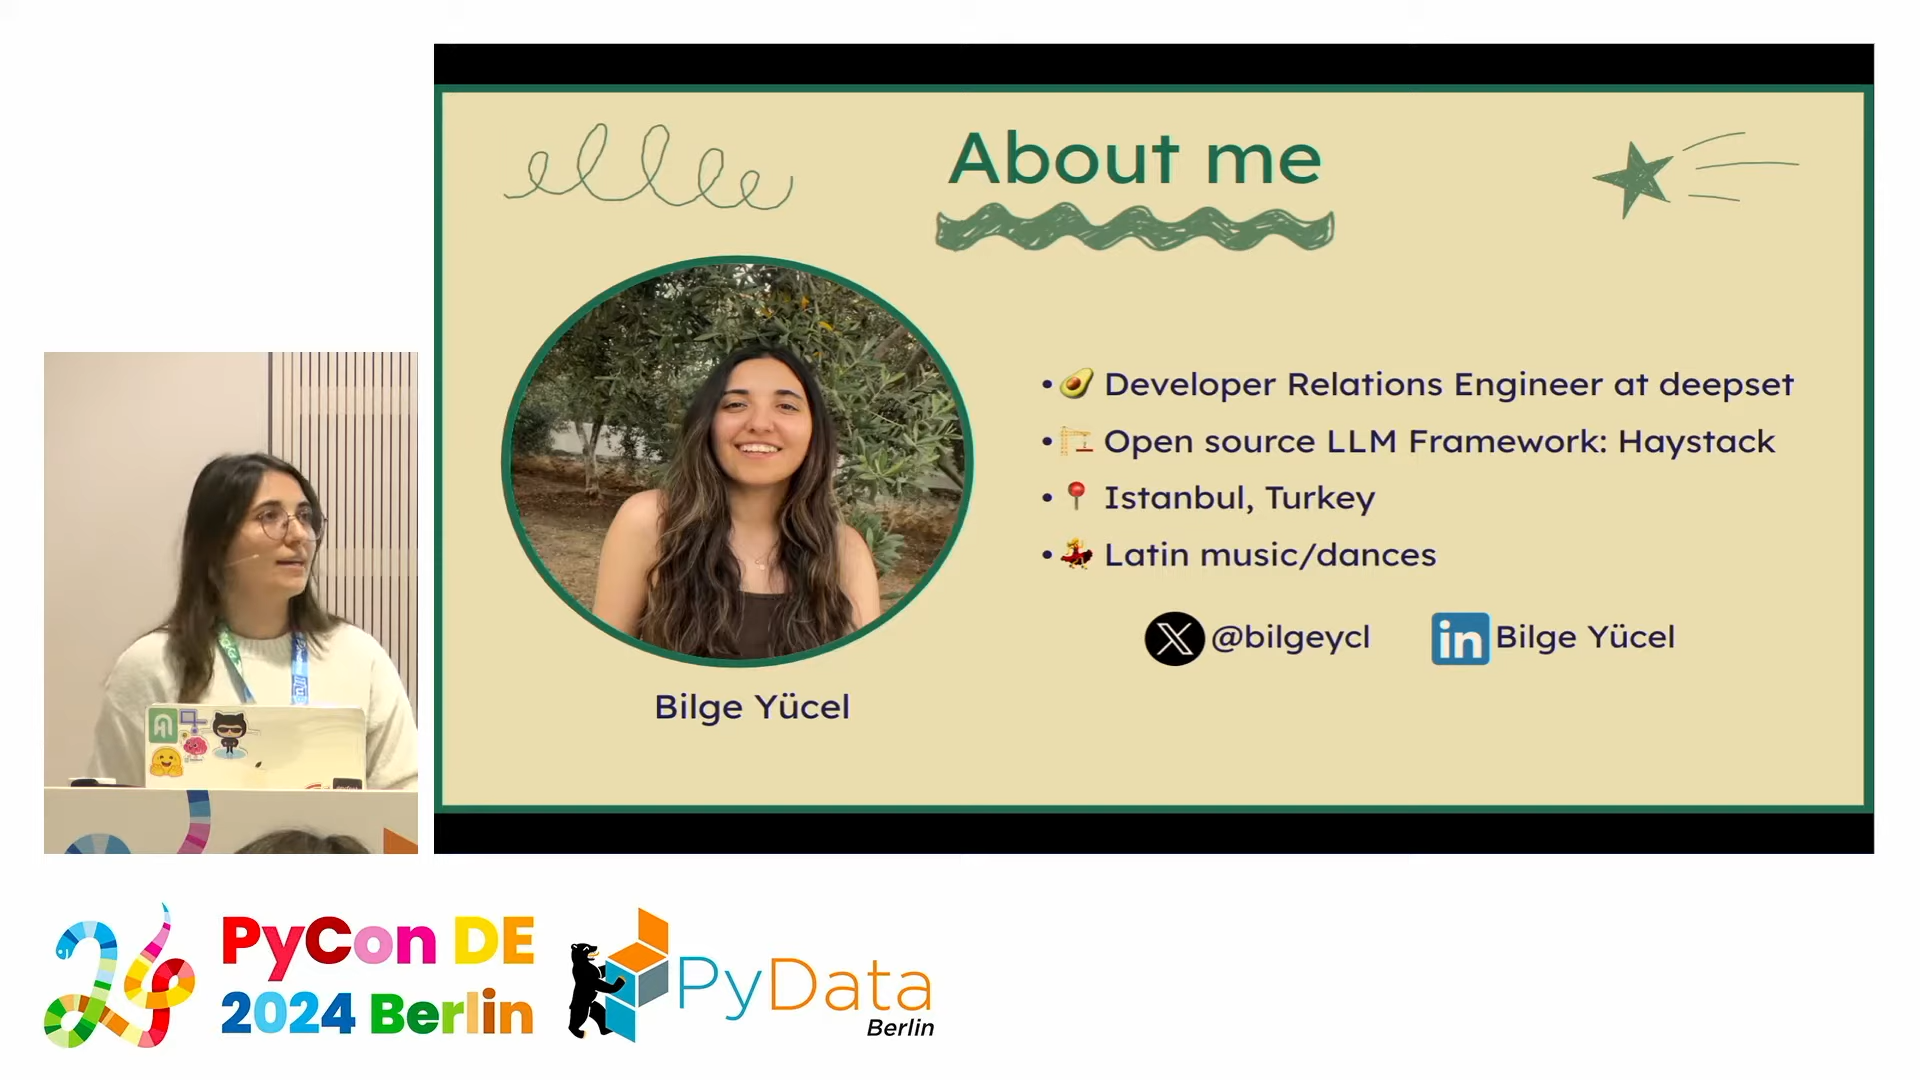 About me
• Developer Relations Engineer at deepset
• Open source LLM Framework: Haystack
• Istanbul, Turkey
• Latin music/dances
@bilgeycl
in Bilge Yücel
Bilge Yücel
PyCon DE
2024 Berlin
PyData
Berlin